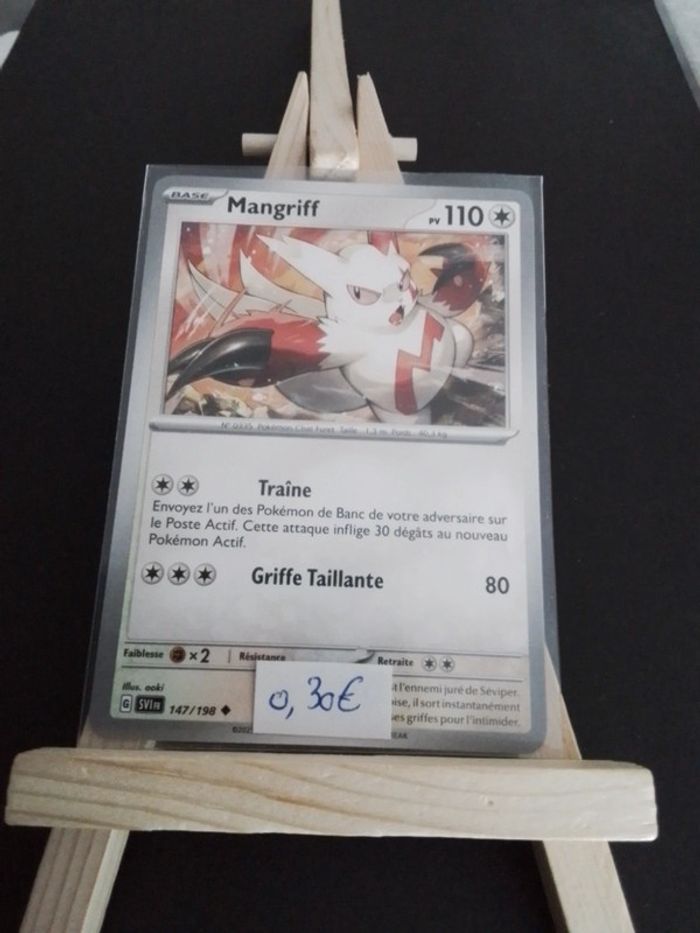 BASE Mangriff PV 110
N° 0335 Pokémon Chat Furet Taille : 1,3 m Poids : 40,3 kg
Traîne
Envoyez l'un des Pokémon de Banc de votre adversaire sur
le Poste Actif. Cette attaque inflige 30 dégâts au nouveau
Pokémon Actif.
Griffe Taillante 80
Faiblesse ×2 Résistance Retraite
Illus. aoki
G SVI FR 147/198
0,30€
t l'ennemi juré de Séviper.
ise, il sort instantanément
es griffes pour l'intimider.